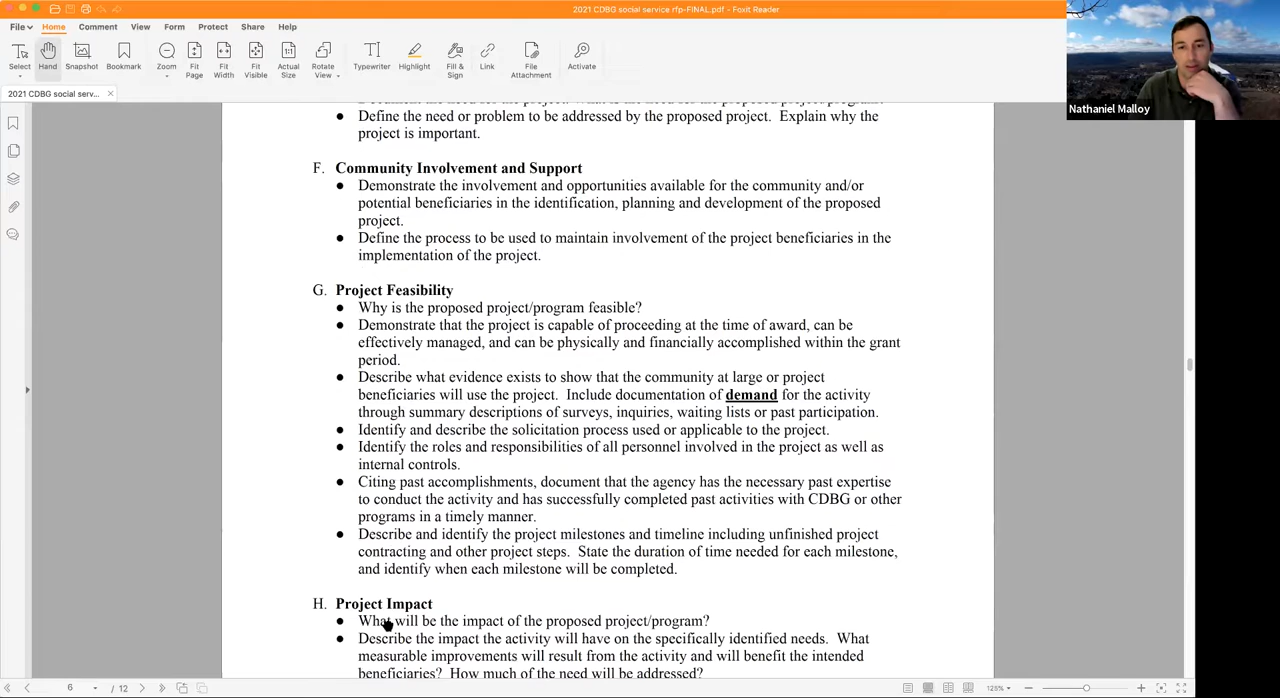 2021 CDBG social service rfp-FINAL.pdf - Foxit Reader
File Home Comment View Form Protect Share Help
Select Hand Snapshot Bookmark Zoom Fit Page Fit Width Fit Visible Actual Size Rotate View Typewriter Highlight Fill & Sign Link File Attachment Activate
2021 CDBG social serv...
Nathaniel Malloy
● Define the need or problem to be addressed by the proposed project. Explain why the
project is important.
F. Community Involvement and Support
● Demonstrate the involvement and opportunities available for the community and/or
potential beneficiaries in the identification, planning and development of the proposed
project.
● Define the process to be used to maintain involvement of the project beneficiaries in the
implementation of the project.
G. Project Feasibility
● Why is the proposed project/program feasible?
● Demonstrate that the project is capable of proceeding at the time of award, can be
effectively managed, and can be physically and financially accomplished within the grant
period.
● Describe what evidence exists to show that the community at large or project
beneficiaries will use the project. Include documentation of demand for the activity
through summary descriptions of surveys, inquiries, waiting lists or past participation.
● Identify and describe the solicitation process used or applicable to the project.
● Identify the roles and responsibilities of all personnel involved in the project as well as
internal controls.
● Citing past accomplishments, document that the agency has the necessary past expertise
to conduct the activity and has successfully completed past activities with CDBG or other
programs in a timely manner.
● Describe and identify the project milestones and timeline including unfinished project
contracting and other project steps. State the duration of time needed for each milestone,
and identify when each milestone will be completed.
H. Project Impact
● What will be the impact of the proposed project/program?
● Describe the impact the activity will have on the specifically identified needs. What
measurable improvements will result from the activity and will benefit the intended
beneficiaries? How much of the need will be addressed?
6 / 12 125%